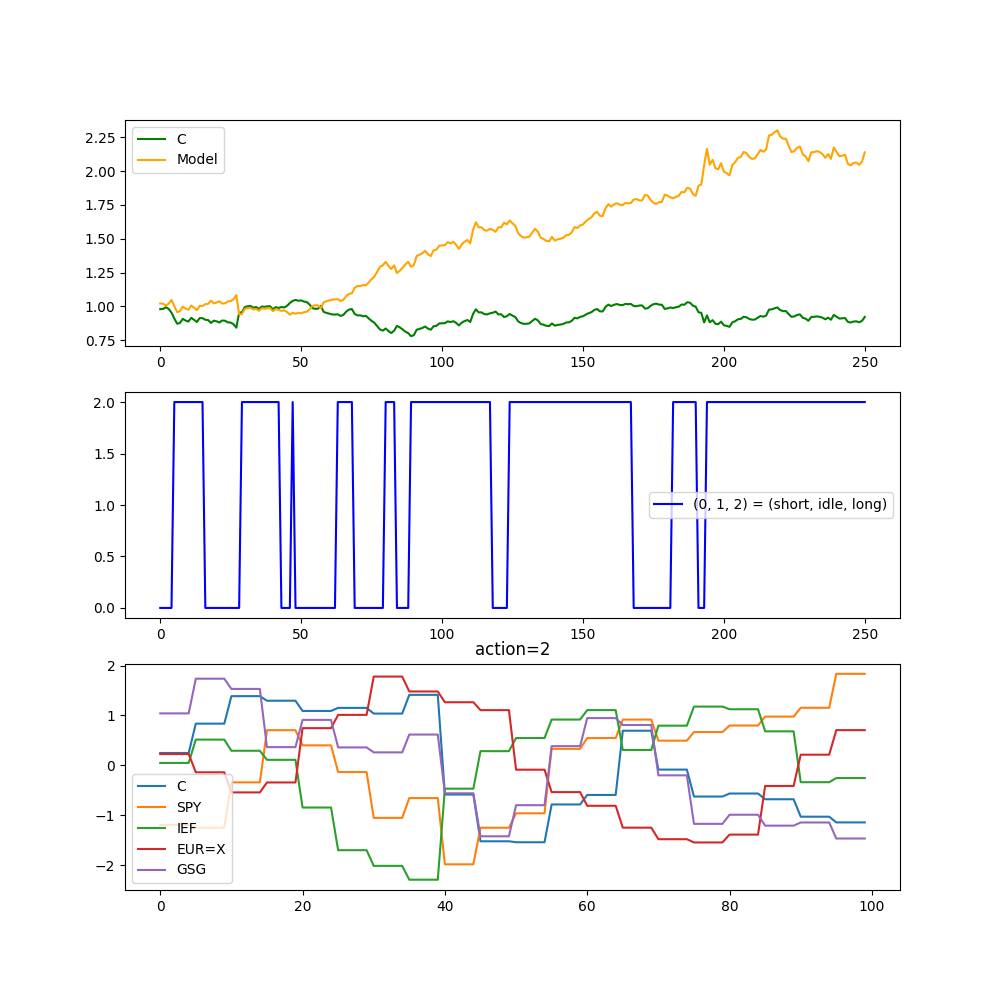 2.25
2.00
1.75
1.50
1.25
1.00
0.75
C
Model
0 50 100 150 200 250
2.0
1.5
1.0
0.5
0.0
(0, 1, 2) = (short, idle, long)
0 50 100 150 200 250
action=2
2
1
0
−1
−2
C
SPY
IEF
EUR=X
GSG
0 20 40 60 80 100